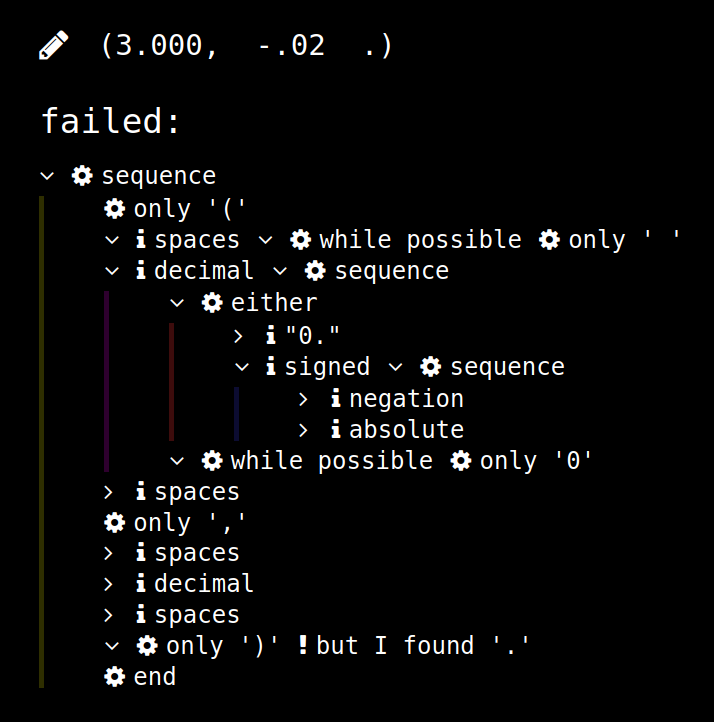 (3.000,  -.02  .)
failed:
sequence
only '('
spaces while possible only ' '
decimal sequence
either
"0."
signed sequence
negation
absolute
while possible only '0'
spaces
only ','
spaces
decimal
spaces
only ')' ! but I found '.'
end